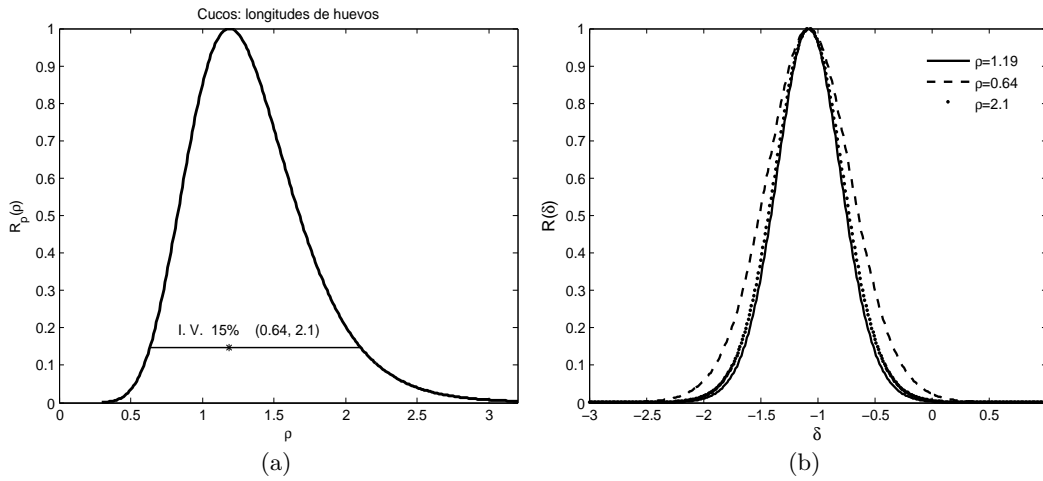 Cucos: longitudes de huevos
R_p(ρ)
1
0.9
0.8
0.7
0.6
0.5
0.4
0.3
0.2
0.1
0
I. V. 15% (0.64, 2.1)
0 0.5 1 1.5 2 2.5 3
ρ
(a)
R(δ)
1
0.9
0.8
0.7
0.6
0.5
0.4
0.3
0.2
0.1
0
ρ=1.19
ρ=0.64
ρ=2.1
−3 −2.5 −2 −1.5 −1 −0.5 0 0.5
δ
(b)